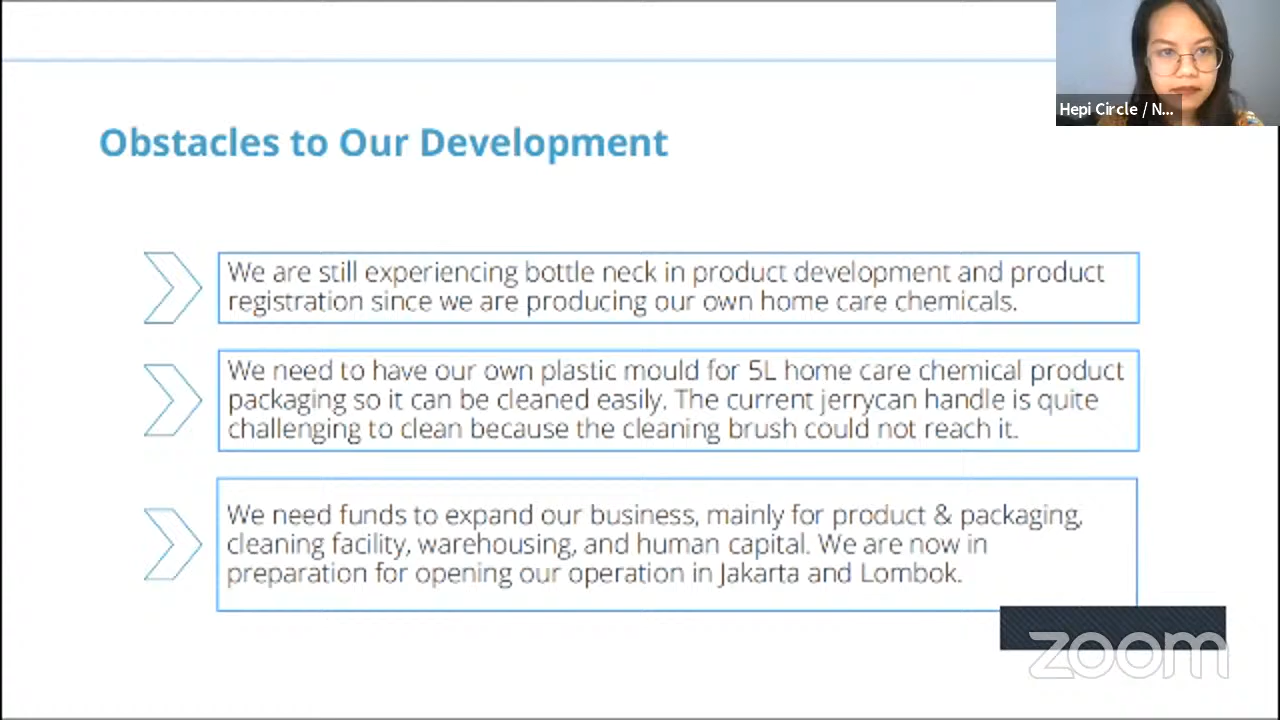 Hepi Circle / N...
Obstacles to Our Development
We are still experiencing bottle neck in product development and product
registration since we are producing our own home care chemicals.
We need to have our own plastic mould for 5L home care chemical product
packaging so it can be cleaned easily. The current jerrycan handle is quite
challenging to clean because the cleaning brush could not reach it.
We need funds to expand our business, mainly for product & packaging,
cleaning facility, warehousing, and human capital. We are now in
preparation for opening our operation in Jakarta and Lombok.
zoom